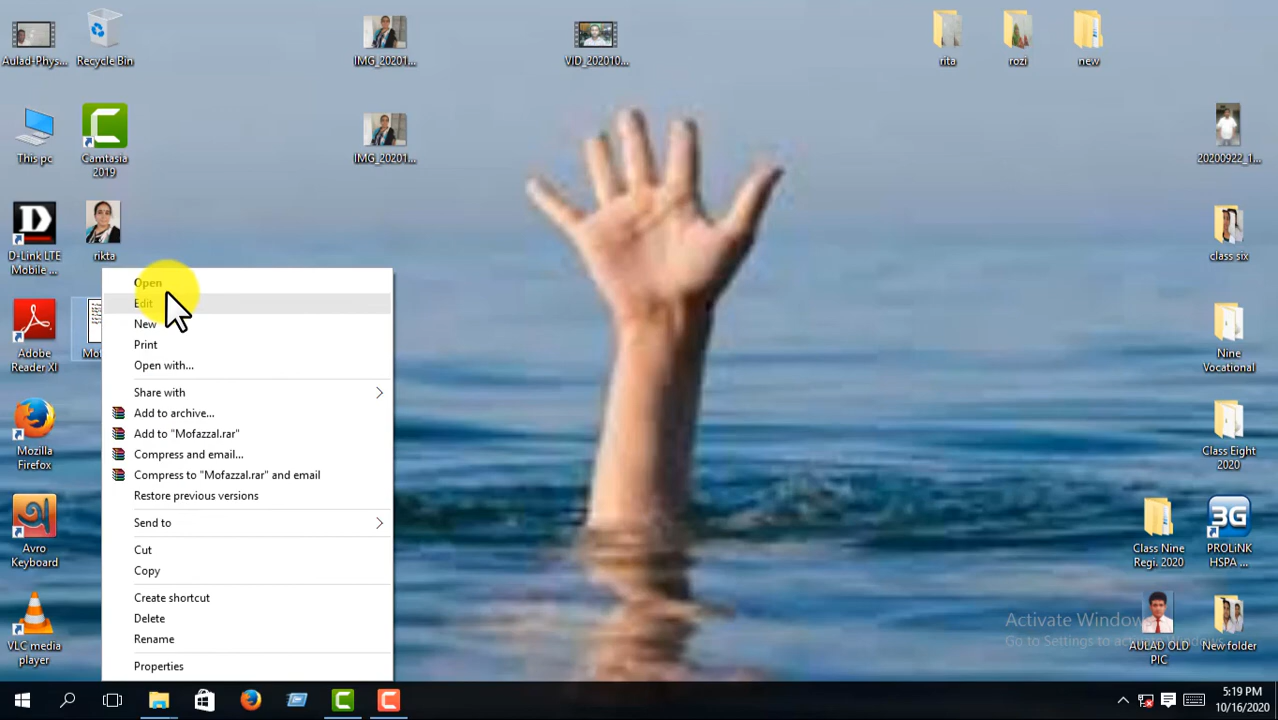 Aulad-Phys...
Recycle Bin
IMG_20201...
VID_202010...
rita
rozi
new
This pc
Camtasia
2019
IMG_20201...
20200922_1...
D-Link LTE
Mobile ...
rikta
class six
Adobe
Reader XI
Nine
Vocational
Open
Edit
New
Print
Open with...
Share with
Add to archive...
Add to "Mofazzal.rar"
Compress and email...
Compress to "Mofazzal.rar" and email
Restore previous versions
Send to
Cut
Copy
Create shortcut
Delete
Rename
Properties
Mozilla
Firefox
Class Eight
2020
Avro
Keyboard
Class Nine
Regi. 2020
3G
PROLiNK
HSPA ...
VLC media
player
AULAD OLD
PIC
New folder
Activate Windows
Go to Settings to activate Windows.
5:19 PM
10/16/2020